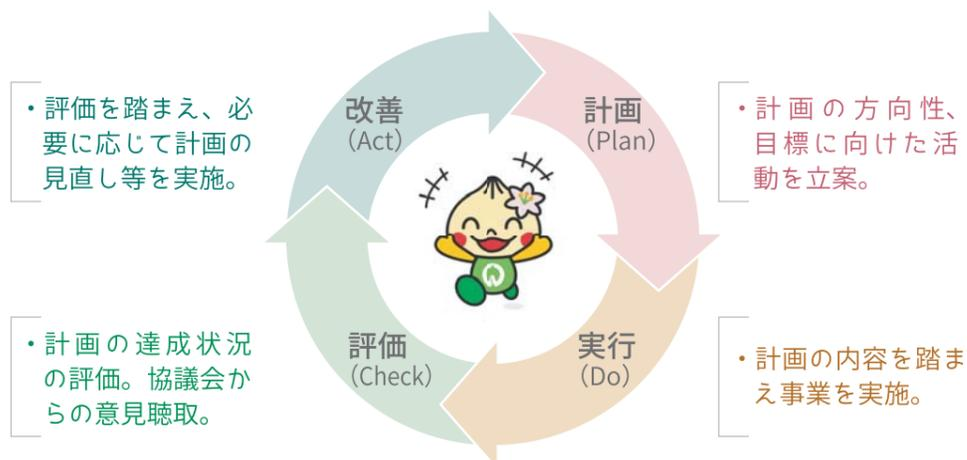 改善
（Act）
計画
（Plan）
・評価を踏まえ、必
要に応じて計画の
見直し等を実施。
・計画の方向性、
目標に向けた活
動を立案。
評価
（Check）
実行
（Do）
・計画の達成状況
の評価。協議会か
らの意見聴取。
・計画の内容を踏ま
え事業を実施。